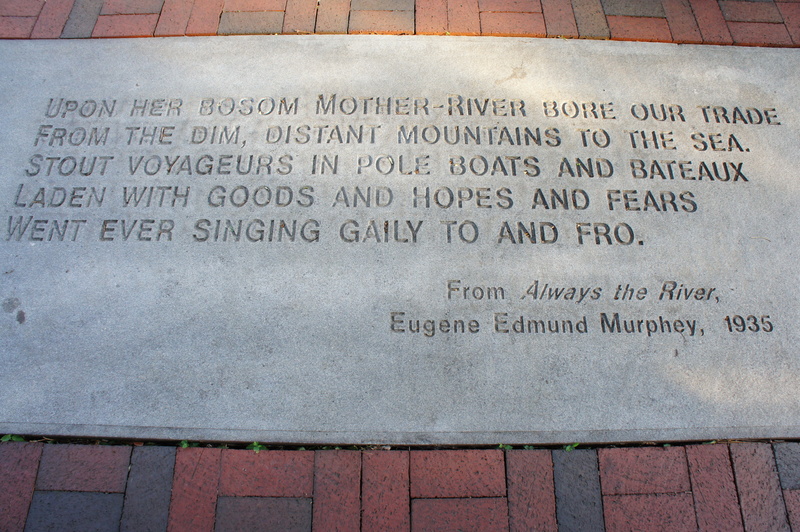 UPON HER BOSOM MOTHER-RIVER BORE OUR TRADE
FROM THE DIM, DISTANT MOUNTAINS TO THE SEA.
STOUT VOYAGEURS IN POLE BOATS AND BATEAUX
LADEN WITH GOODS AND HOPES AND FEARS
WENT EVER SINGING GAILY TO AND FRO.
From Always the River,
Eugene Edmund Murphey, 1935